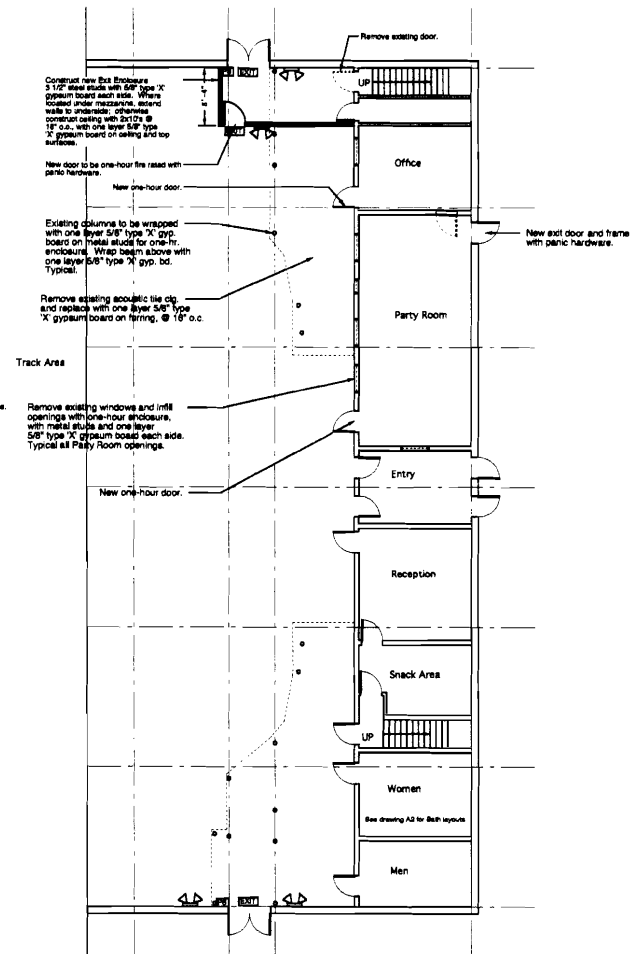 Remove existing door.
Construct new Exit Enclosure
3 1/2" steel studs with 5/8" type 'X'
gypsum board each side. Where
located under mezzanine, extend
walls to underside; otherwise
construct ceiling with 2x10's @
16" o.c., with one layer 5/8" type
'X' gypsum board on ceiling and top
surfaces.
EXIT
UP
8'-4"
EXIT
New door to be one-hour fire rated with
panic hardware.
Office
New one-hour door.
Existing columns to be wrapped
with one layer 5/8" type 'X' gyp.
board on metal studs for one-hr.
enclosure. Wrap beam above with
one layer 5/8" type 'X' gyp. bd.
Typical.
New exit door and frame
with panic hardware.
Remove existing acoustic tile clg.
and replace with one layer 5/8" type
'X' gypsum board on furring, @ 16" o.c.
Party Room
Track Area
Remove existing windows and infill
openings with one-hour enclosure,
with metal studs and one layer
5/8" type 'X' gypsum board each side.
Typical all Party Room openings.
Entry
New one-hour door.
Reception
Snack Area
UP
Women
See drawing A2 for Bath layouts
Men
EXIT